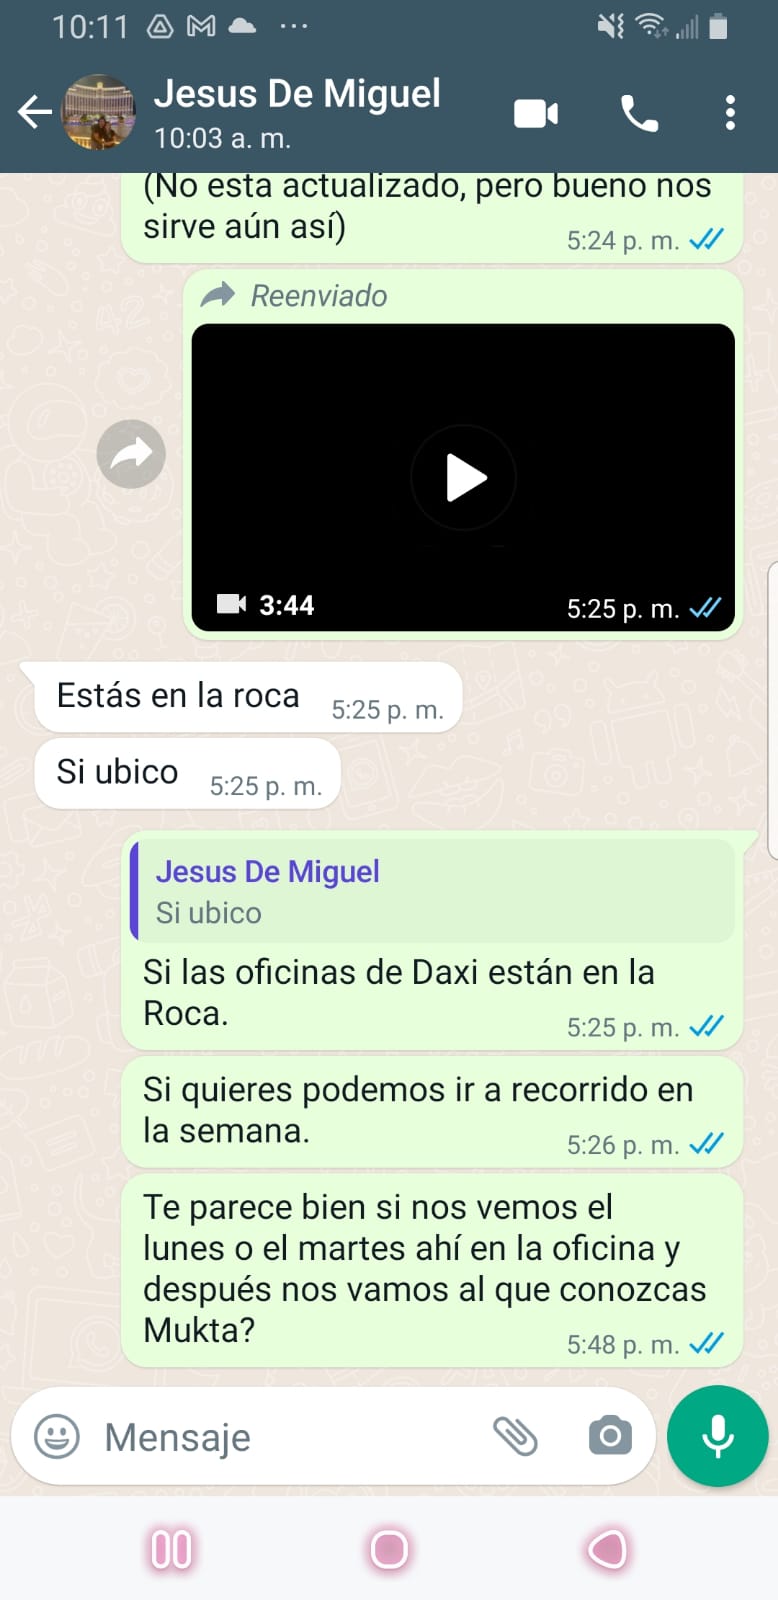 10:11
Jesus De Miguel
10:03 a. m.
(No esta actualizado, pero bueno nos
sirve aún así)
5:24 p. m.
Reenviado
3:44
5:25 p. m.
Estás en la roca
5:25 p. m.
Si ubico
5:25 p. m.
Jesus De Miguel
Si ubico
Si las oficinas de Daxi están en la
Roca.
5:25 p. m.
Si quieres podemos ir a recorrido en
la semana.
5:26 p. m.
Te parece bien si nos vemos el
lunes o el martes ahí en la oficina y
después nos vamos al que conozcas
Mukta?
5:48 p. m.
Mensaje